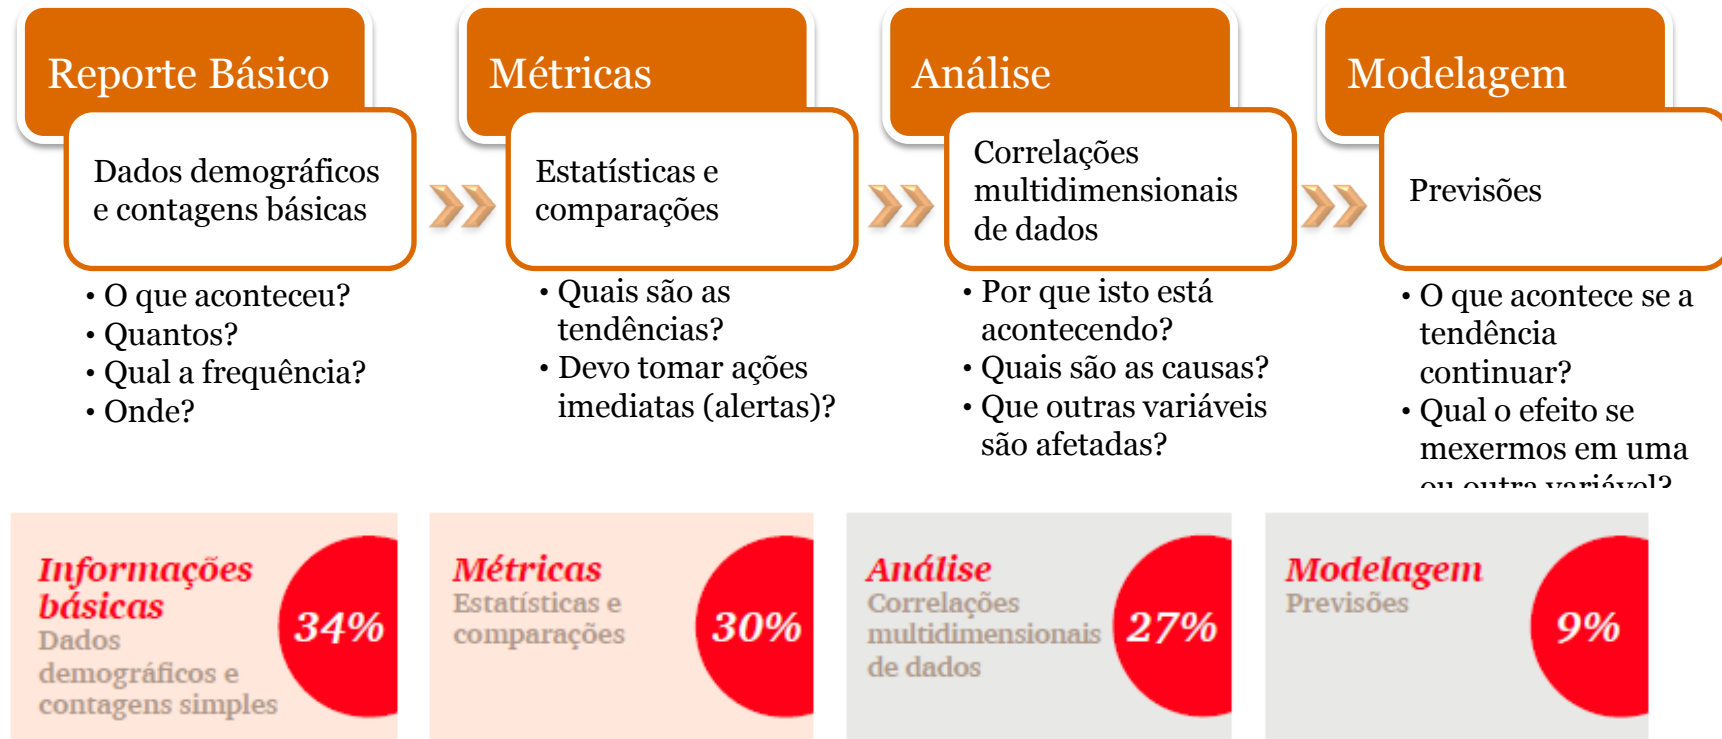 Reporte Básico
Dados demográficos
e contagens básicas
• O que aconteceu?
• Quantos?
• Qual a frequência?
• Onde?
Métricas
Estatísticas e
comparações
• Quais são as
tendências?
• Devo tomar ações
imediatas (alertas)?
Análise
Correlações
multidimensionais
de dados
• Por que isto está
acontecendo?
• Quais são as causas?
• Que outras variáveis
são afetadas?
Modelagem
Previsões
• O que acontece se a
tendência
continuar?
• Qual o efeito se
mexermos em uma
ou outra variável?
Informações
básicas
Dados
demográficos e
contagens simples
34%
Métricas
Estatísticas e
comparações
30%
Análise
Correlações
multidimensionais
de dados
27%
Modelagem
Previsões
9%